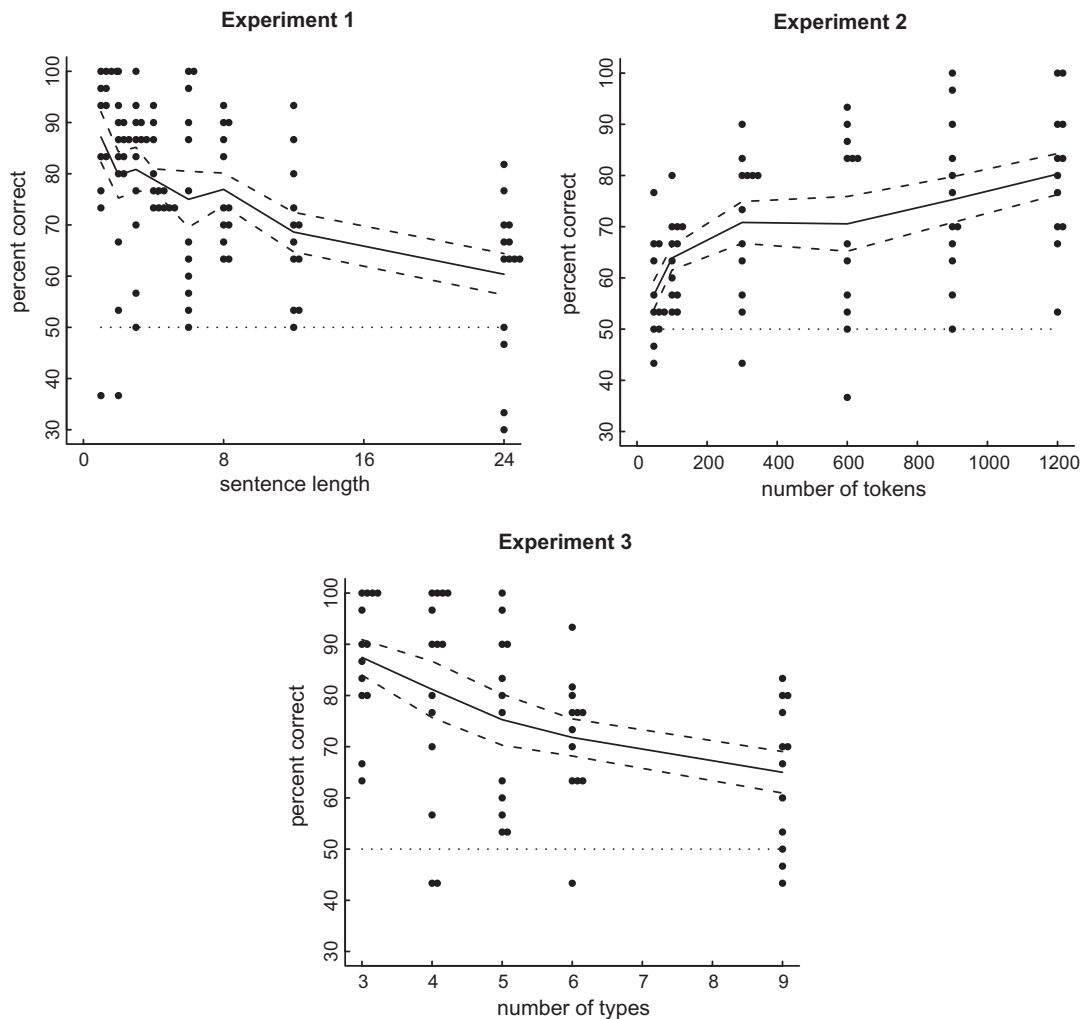 Experiment 1
percent correct
100
90
80
70
60
50
40
30
0 8 16 24
sentence length
Experiment 2
percent correct
100
90
80
70
60
50
40
30
0 200 400 600 800 1000 1200
number of tokens
Experiment 3
percent correct
100
90
80
70
60
50
40
30
3 4 5 6 7 8 9
number of types